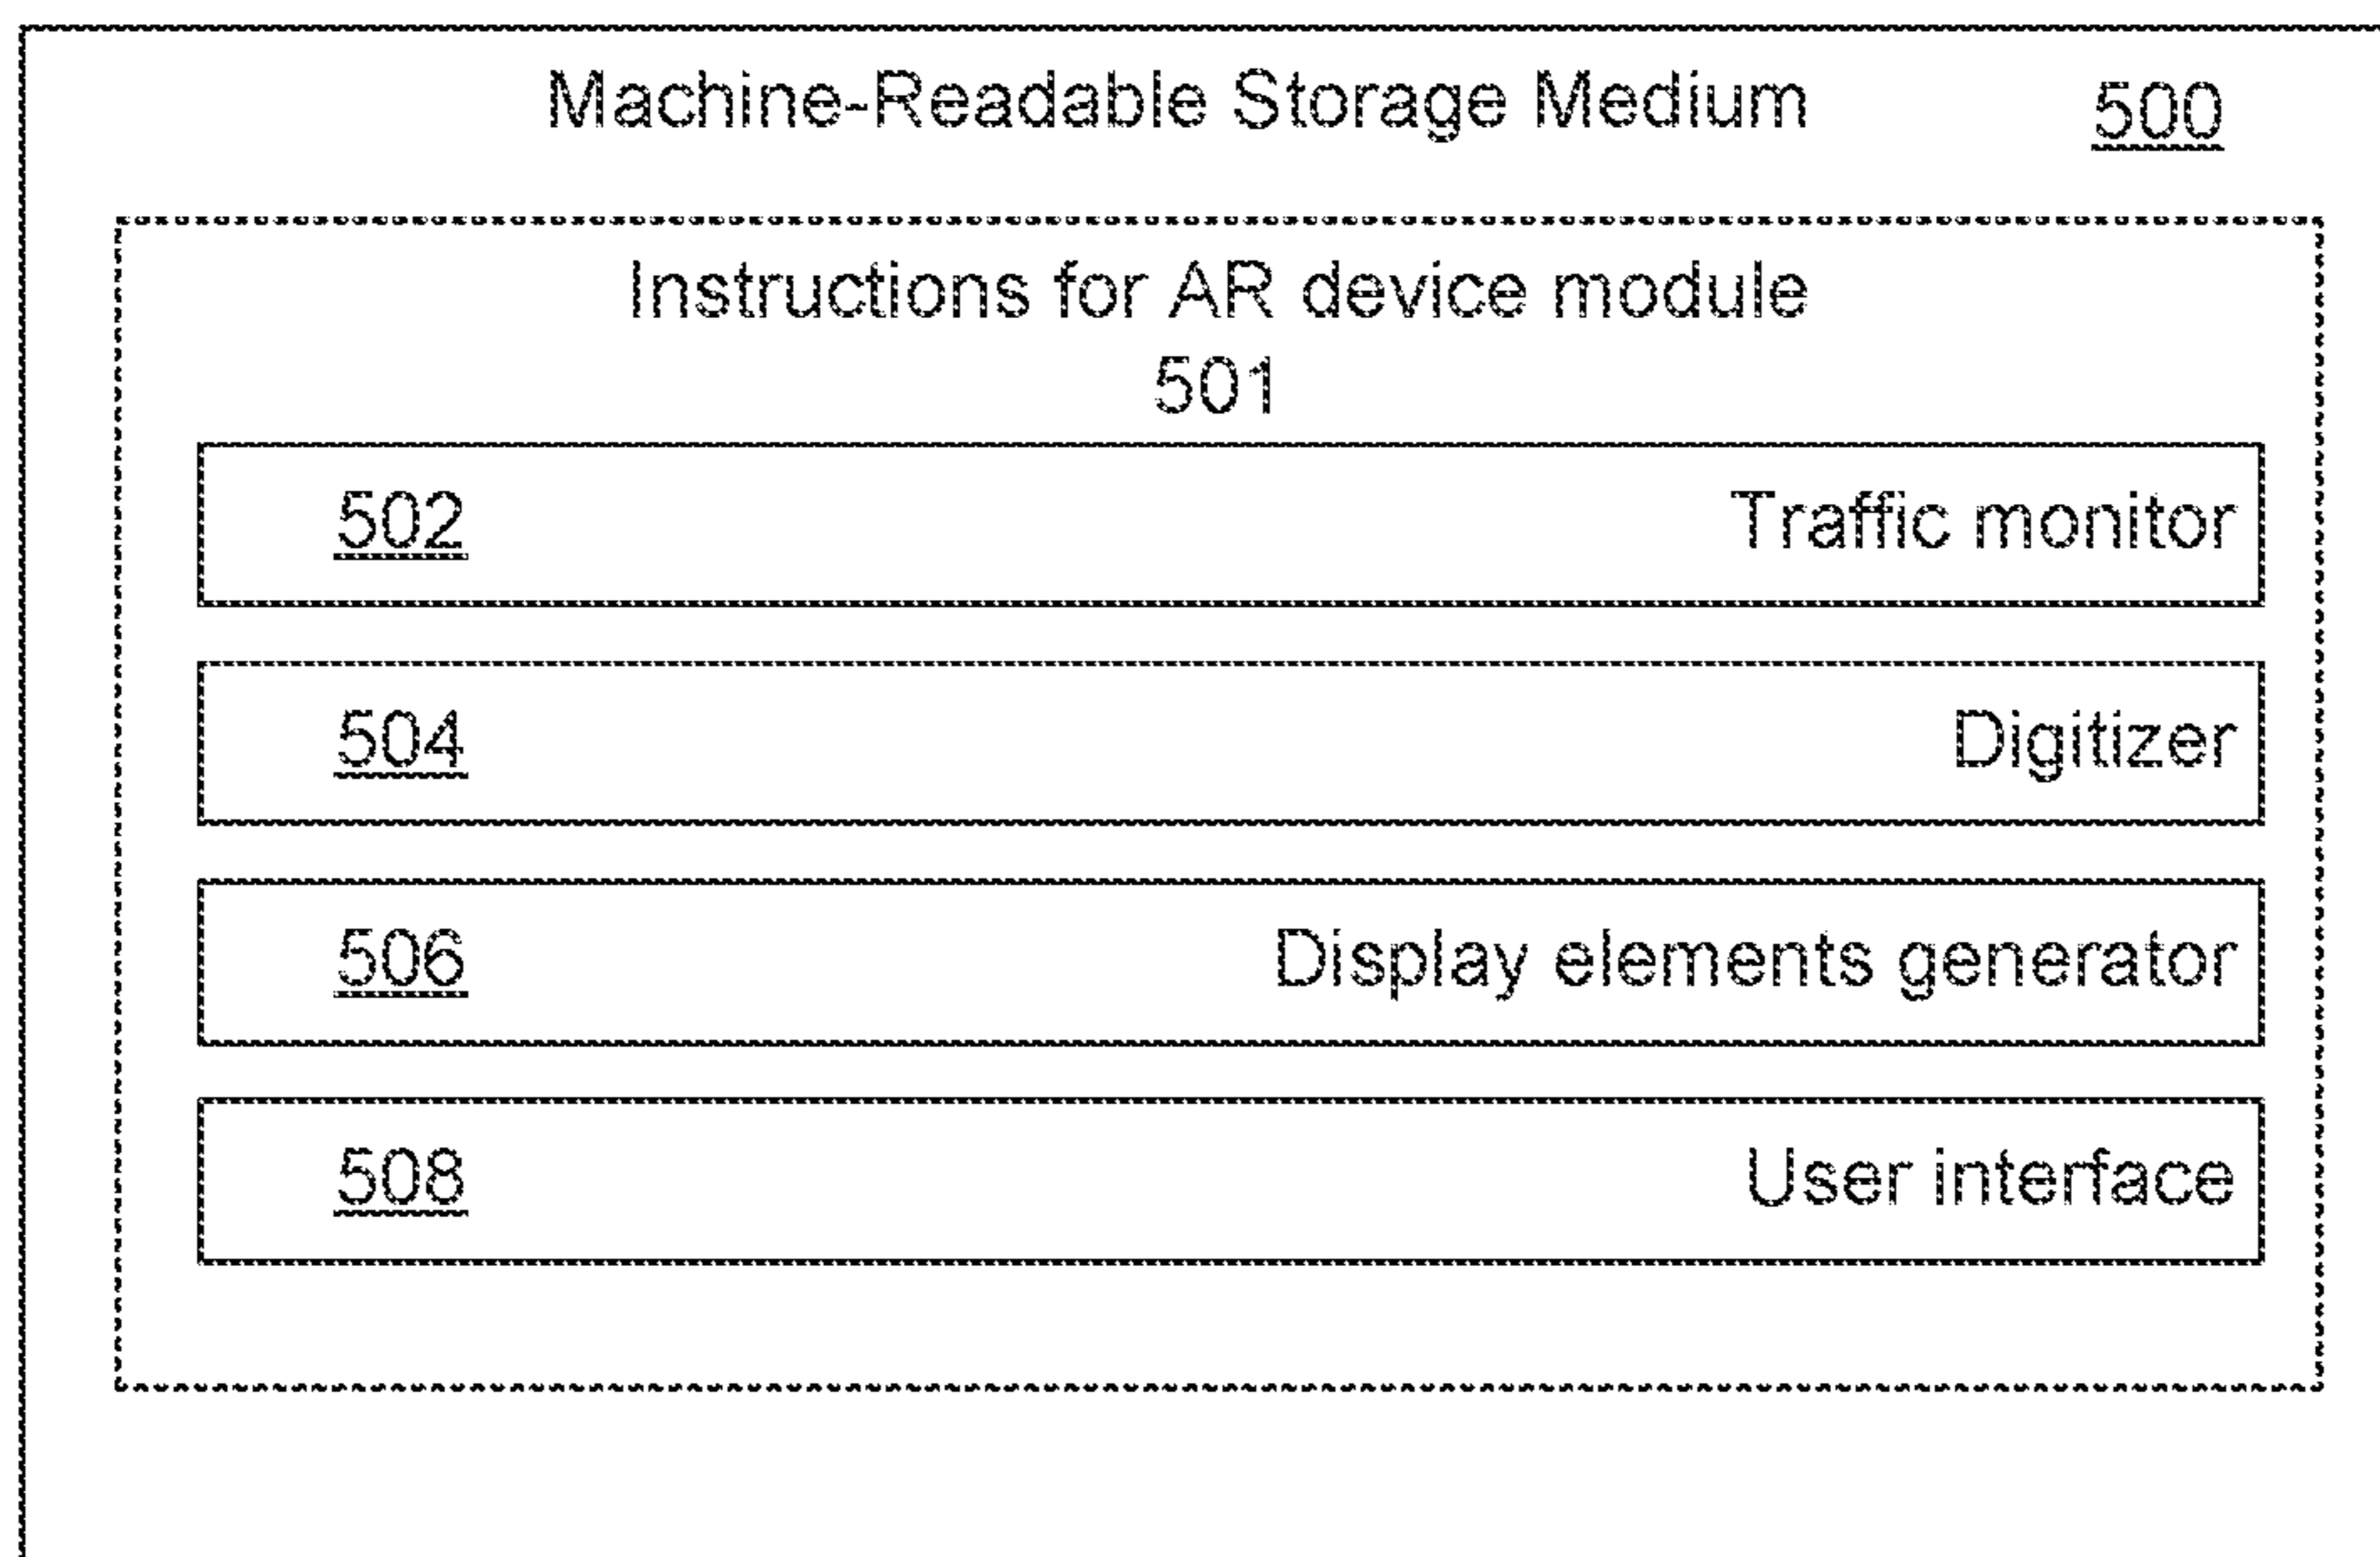 Machine-Readable Storage Medium 500
Instructions for AR device module
501
502 Traffic monitor
504 Digitizer
506 Display elements generator
508 User interface